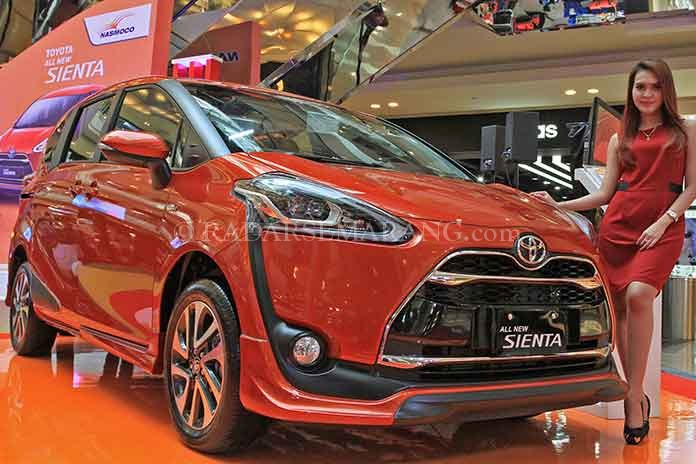 NASMOCO
TOYOTA
ALL NEW
SIENTA
© RADARSEMARANG.com
ALL NEW
SIENTA